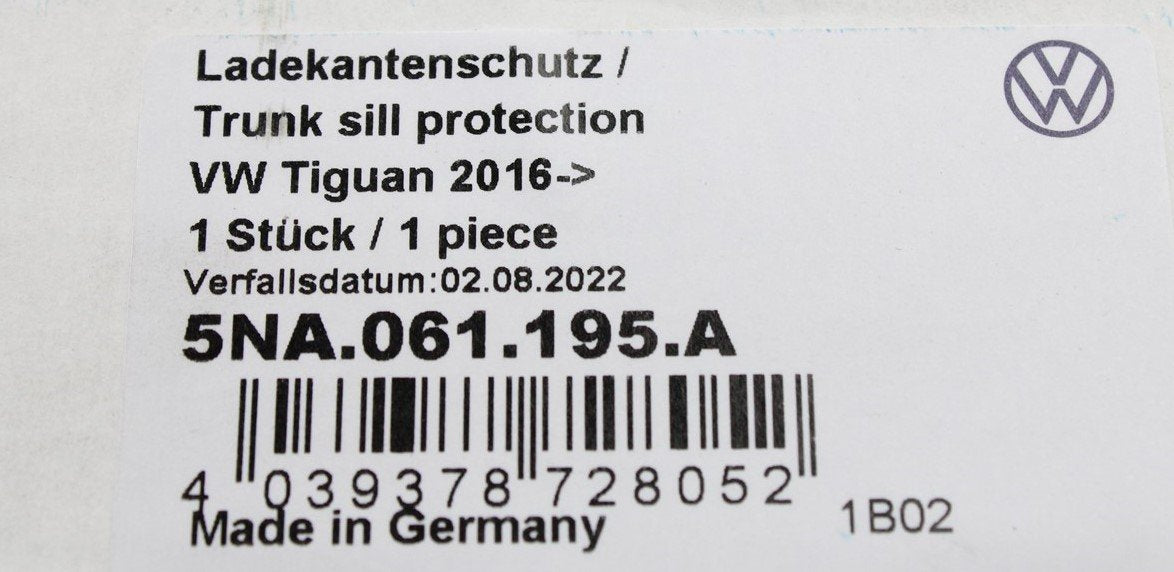 Ladekantenschutz /
Trunk sill protection
VW Tiguan 2016->
1 Stück / 1 piece
Verfallsdatum:02.08.2022
5NA.061.195.A
4 039378 728052
Made in Germany
1B02